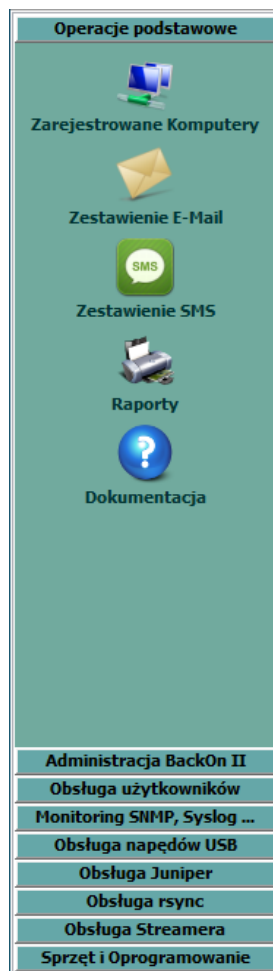 Operacje podstawowe
Zarejestrowane Komputery
Zestawienie E-Mail
SMS
Zestawienie SMS
Raporty
?
Dokumentacja
Administracja BackOn II
Obsługa użytkowników
Monitoring SNMP, Syslog ...
Obsługa napędów USB
Obsługa Juniper
Obsługa rsync
Obsługa Streamera
Sprzęt i Oprogramowanie